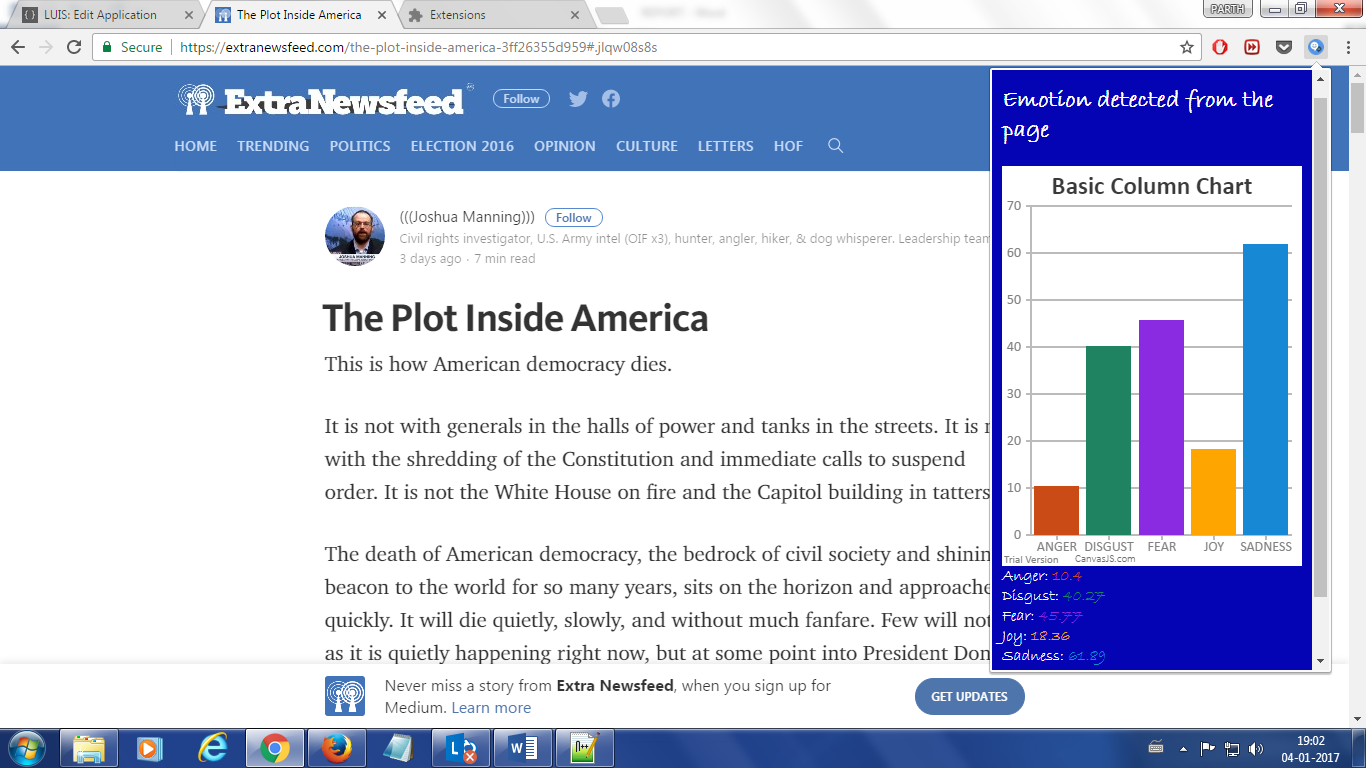 LUIS: Edit Application
The Plot Inside America
Extensions
PARTH
Secure
https://extranewsfeed.com/the-plot-inside-america-3ff26355d959#.jlqw08s8s
ExtraNewsfeed
Follow
HOME TRENDING POLITICS ELECTION 2016 OPINION CULTURE LETTERS HOF
(((Joshua Manning))) Follow
Civil rights investigator, U.S. Army intel (OIF x3), hunter, angler, hiker, & dog whisperer. Leadership team
3 days ago · 7 min read
JOSHUA MANNING
The Plot Inside America
This is how American democracy dies.
It is not with generals in the halls of power and tanks in the streets. It is
with the shredding of the Constitution and immediate calls to suspend
order. It is not the White House on fire and the Capitol building in tatters
The death of American democracy, the bedrock of civil society and shinin
beacon to the world for so many years, sits on the horizon and approache
quickly. It will die quietly, slowly, and without much fanfare. Few will not
as it is quietly happening right now, but at some point into President Don
Never miss a story from Extra Newsfeed, when you sign up for
Medium. Learn more
GET UPDATES
Emotion detected from the
page
Basic Column Chart
70
60
50
40
30
20
10
0
ANGER DISGUST FEAR JOY SADNESS
Trial Version CanvasJS.com
Anger: 10.4
Disgust: 40.27
Fear: 45.77
Joy: 18.36
Sadness: 61.89
19:02
04-01-2017